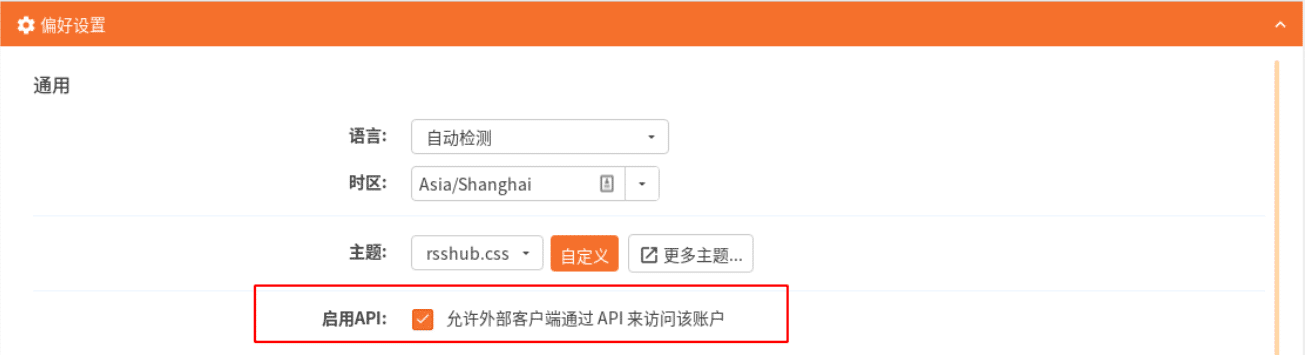 偏好设置
通用
语言: 自动检测
时区: Asia/Shanghai
主题: rsshub.css 自定义 更多主题...
启用API: 允许外部客户端通过 API 来访问该账户